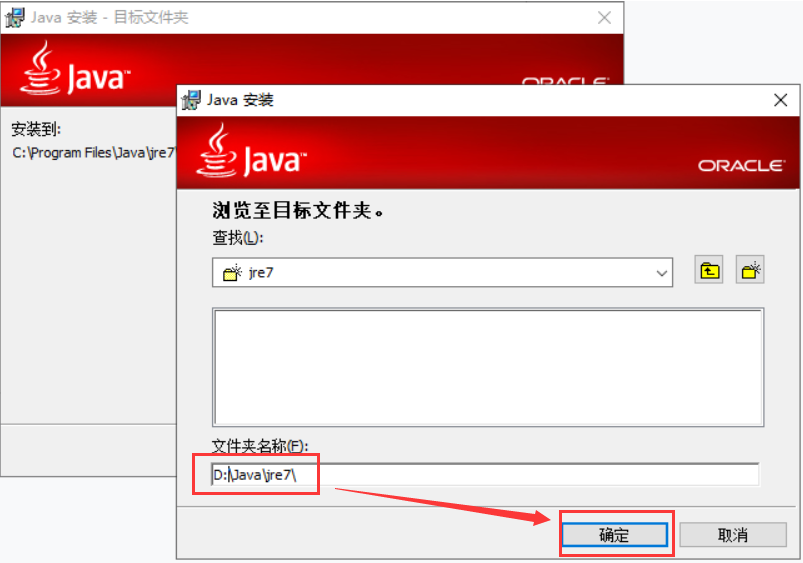 Java 安装 - 目标文件夹
Java™
ORACLE
安装到:
C:\Program Files\Java\jre7
Java 安装
Java™
ORACLE
浏览至目标文件夹。
查找(L):
jre7
文件夹名称(F):
D:\Java\jre7\
确定
取消